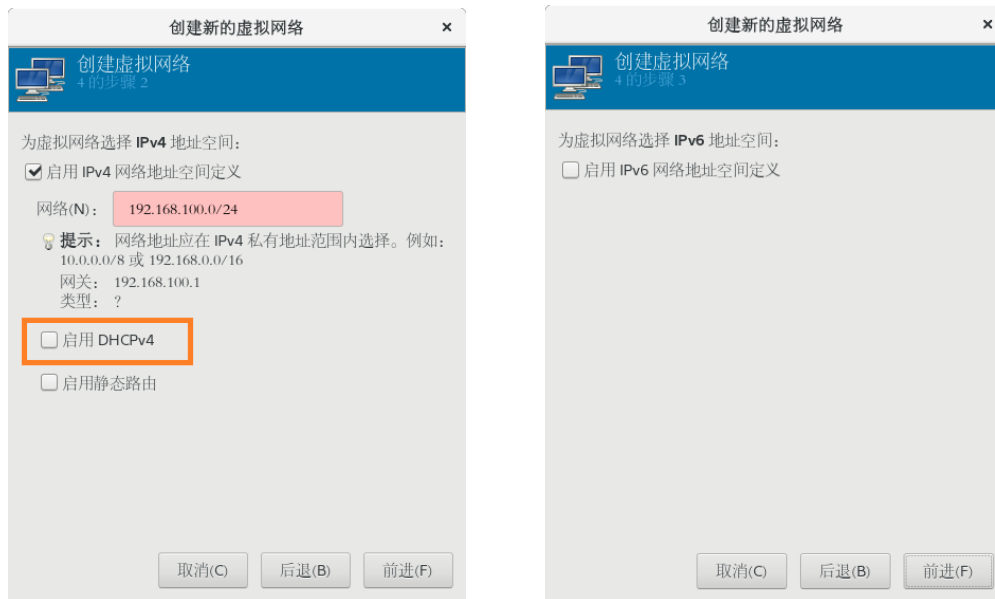 创建新的虚拟网络
×
创建虚拟网络
4 的步骤 2
为虚拟网络选择 IPv4 地址空间:
启用 IPv4 网络地址空间定义
网络(N): 192.168.100.0/24
提示: 网络地址应在 IPv4 私有地址范围内选择。例如:
10.0.0.0/8 或 192.168.0.0/16
网关: 192.168.100.1
类型: ?
启用 DHCPv4
启用静态路由
取消(C) 后退(B) 前进(F)
创建新的虚拟网络
×
创建虚拟网络
4 的步骤 3
为虚拟网络选择 IPv6 地址空间:
启用 IPv6 网络地址空间定义
取消(C) 后退(B) 前进(F)